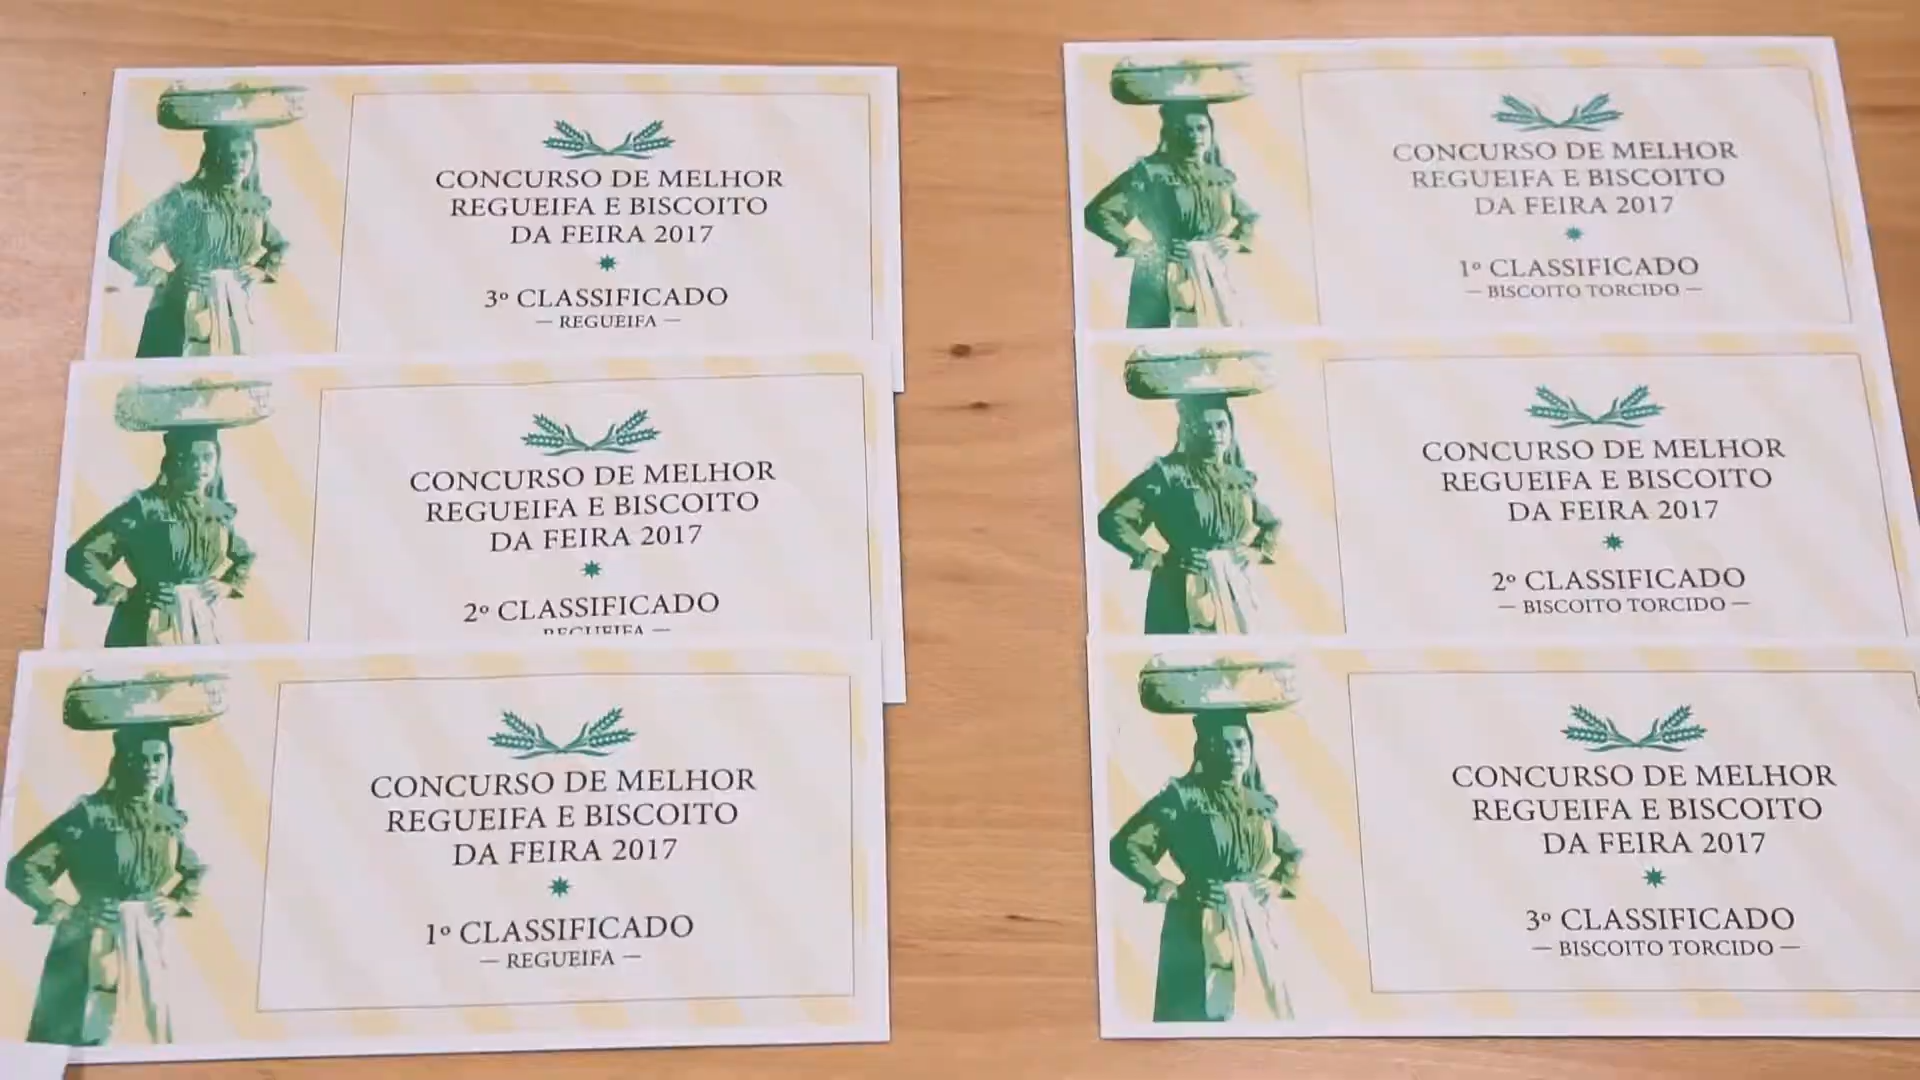 CONCURSO DE MELHOR
REGUEIFA E BISCOITO
DA FEIRA 2017
3º CLASSIFICADO
— REGUEIFA —
CONCURSO DE MELHOR
REGUEIFA E BISCOITO
DA FEIRA 2017
2º CLASSIFICADO
REGUEIFA —
CONCURSO DE MELHOR
REGUEIFA E BISCOITO
DA FEIRA 2017
1º CLASSIFICADO
— REGUEIFA —
CONCURSO DE MELHOR
REGUEIFA E BISCOITO
DA FEIRA 2017
1º CLASSIFICADO
— BISCOITO TORCIDO —
CONCURSO DE MELHOR
REGUEIFA E BISCOITO
DA FEIRA 2017
2º CLASSIFICADO
— BISCOITO TORCIDO —
CONCURSO DE MELHOR
REGUEIFA E BISCOITO
DA FEIRA 2017
3º CLASSIFICADO
— BISCOITO TORCIDO —